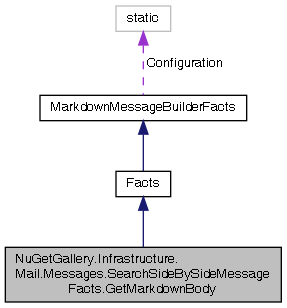 static
Configuration
MarkdownMessageBuilderFacts
Facts
NuGetGallery.Infrastructure.
Mail.Messages.SearchSideBySideMessage
Facts.GetMarkdownBody